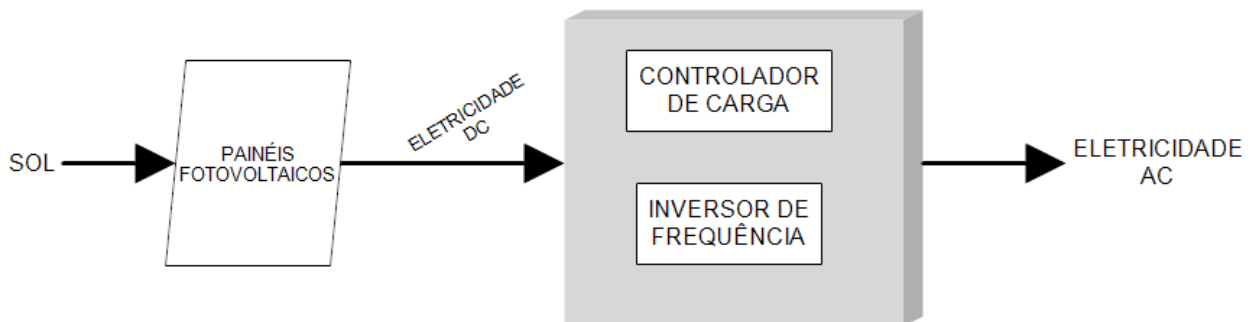 SOL
PAINÉIS
FOTOVOLTAICOS
ELETRICIDADE
DC
CONTROLADOR
DE CARGA
INVERSOR DE
FREQUÊNCIA
ELETRICIDADE
AC